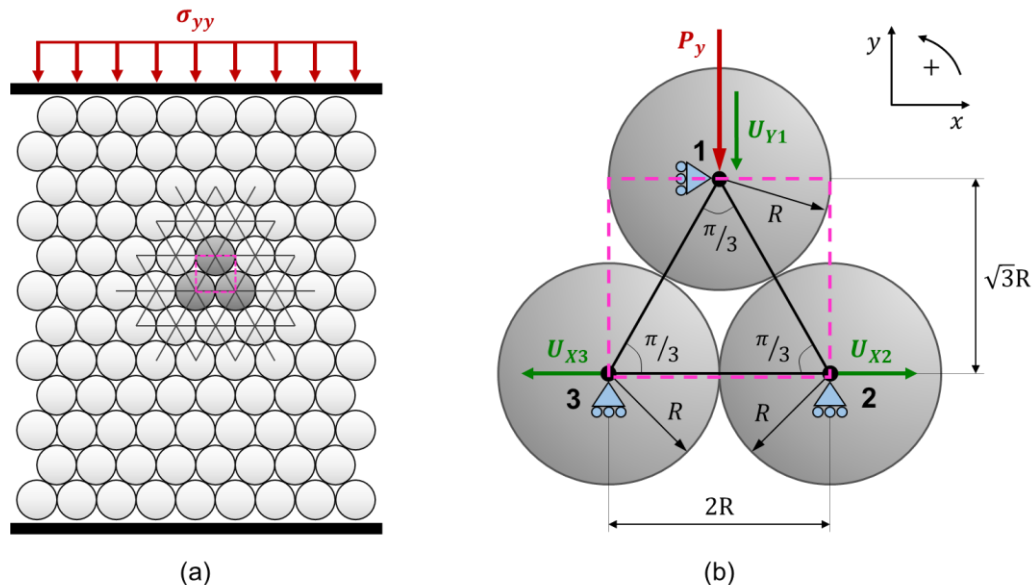 σ_yy
P_y
y
+
x
U_Y1
1
R
π/3
√3R
U_X3
π/3
π/3
U_X2
3
R
R
2
2R
(a)
(b)